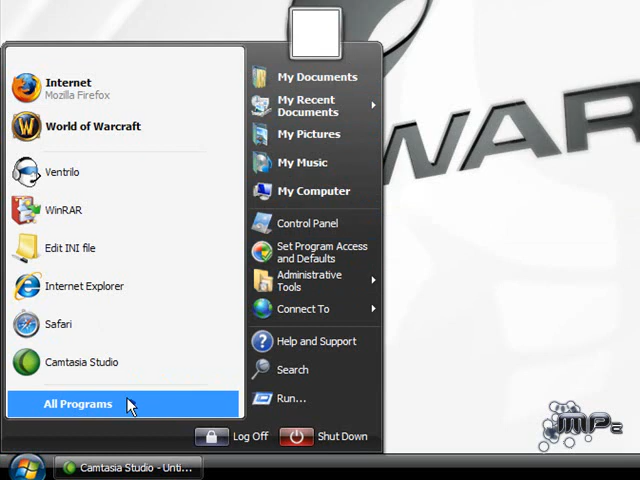 Internet
Mozilla Firefox
World of Warcraft
Ventrilo
WinRAR
Edit INI file
Internet Explorer
Safari
Camtasia Studio
All Programs
My Documents
My Recent
Documents
My Pictures
My Music
My Computer
Control Panel
Set Program Access
and Defaults
Administrative
Tools
Connect To
Help and Support
Search
Run...
Log Off
Shut Down
Camtasia Studio - Unti...
WAR
MPe